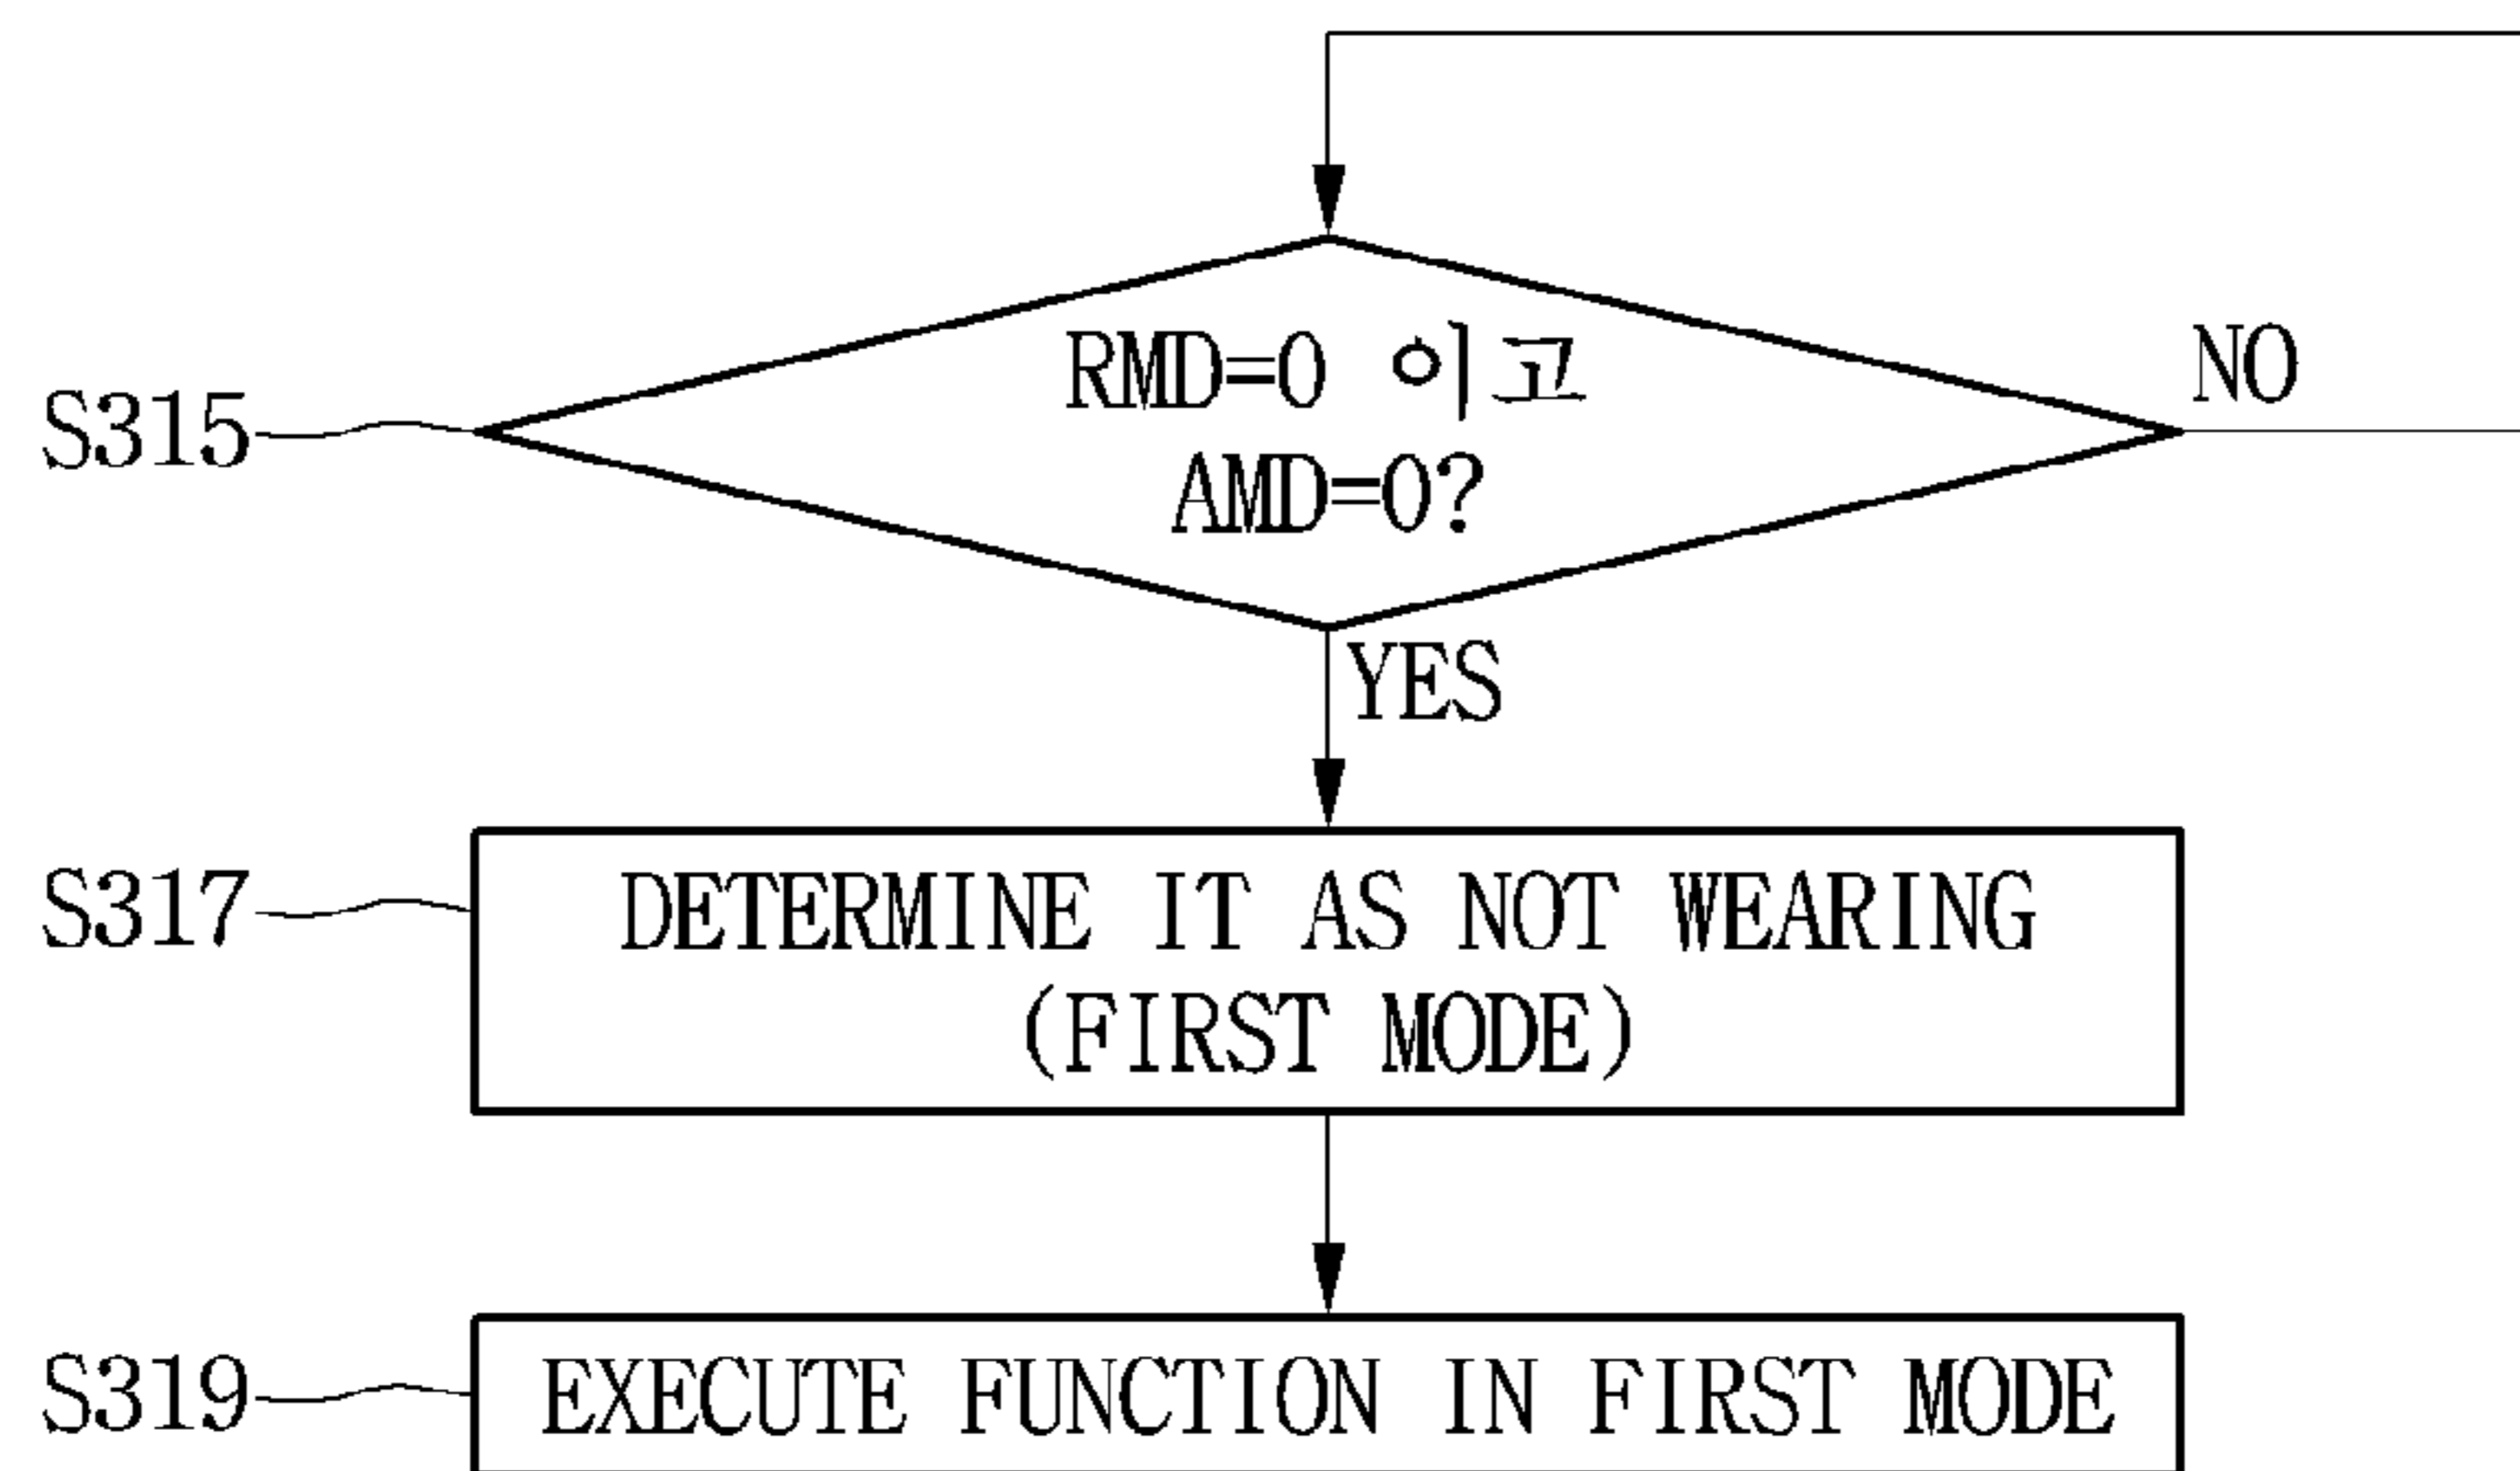 RMD=0 이고
AMD=0?
NO
S315
YES
S317
DETERMINE IT AS NOT WEARING
(FIRST MODE)
S319
EXECUTE FUNCTION IN FIRST MODE